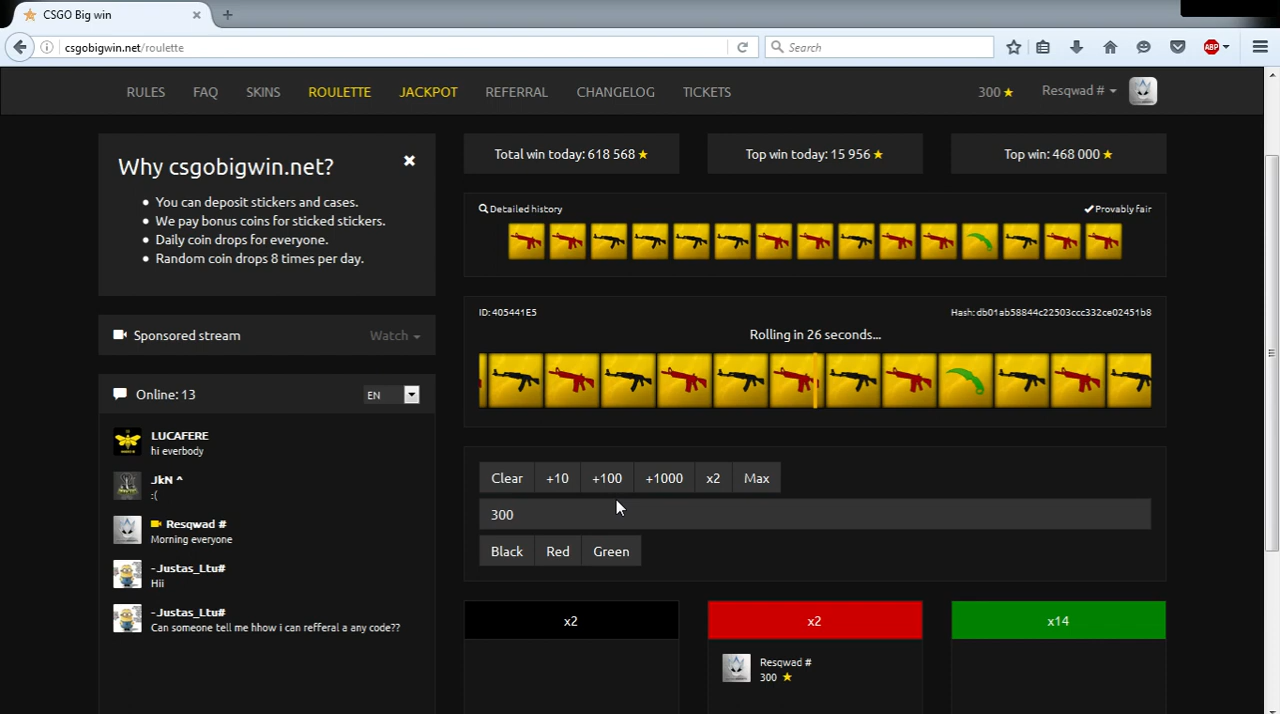 CSGO Big win
csgobigwin.net/roulette
Search
ABP
RULES FAQ SKINS ROULETTE JACKPOT REFERRAL CHANGELOG TICKETS 300 Resqwad #
Why csgobigwin.net?
You can deposit stickers and cases.
We pay bonus coins for sticked stickers.
Daily coin drops for everyone.
Random coin drops 8 times per day.
Sponsored stream Watch
Online: 13 EN
LUCAFERE
hi everbody
JkN ^
:(
Resqwad #
Morning everyone
-Justas_Ltu#
Hii
-Justas_Ltu#
Can someone tell me hhow i can refferal a any code??
Total win today: 618 568
Top win today: 15 956
Top win: 468 000
Detailed history
Provably fair
ID: 405441E5
Hash: db01ab58844c22503ccc332ce02451b8
Rolling in 26 seconds...
Clear +10 +100 +1000 x2 Max
300
Black Red Green
x2
x2
x14
Resqwad #
300